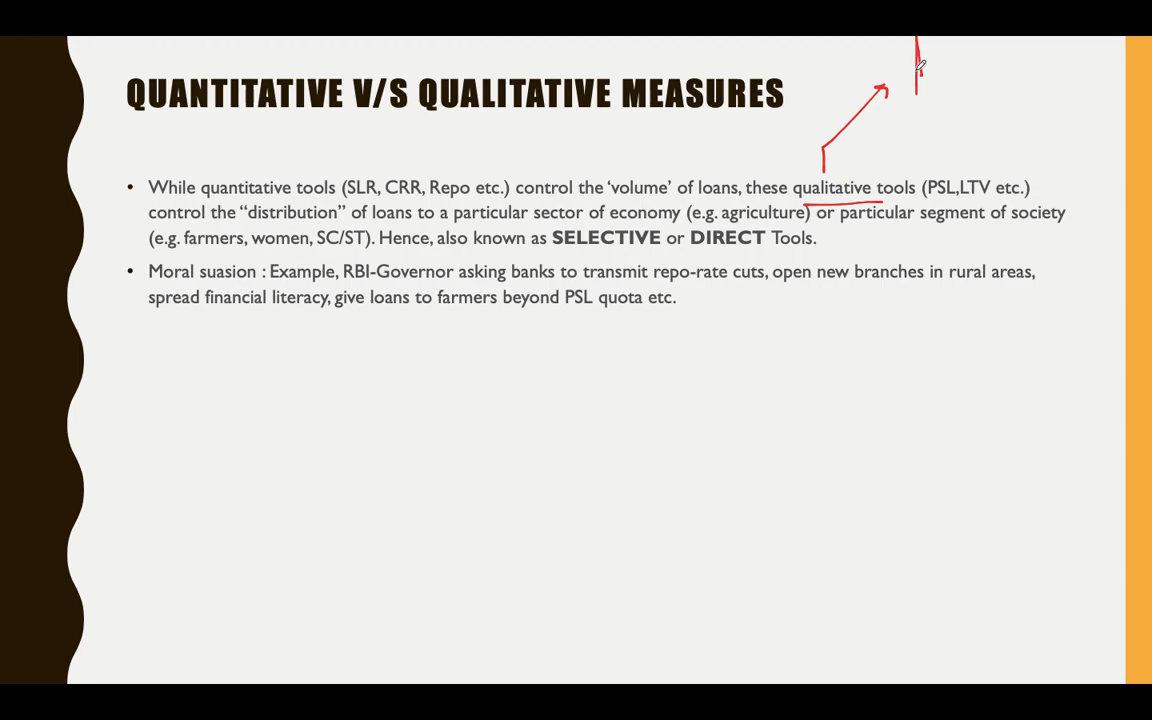 QUANTITATIVE V/S QUALITATIVE MEASURES
• While quantitative tools (SLR, CRR, Repo etc.) control the ‘volume’ of loans, these qualitative tools (PSL,LTV etc.)
control the “distribution” of loans to a particular sector of economy (e.g. agriculture) or particular segment of society
(e.g. farmers, women, SC/ST). Hence, also known as SELECTIVE or DIRECT Tools.
• Moral suasion : Example, RBI-Governor asking banks to transmit repo-rate cuts, open new branches in rural areas,
spread financial literacy, give loans to farmers beyond PSL quota etc.